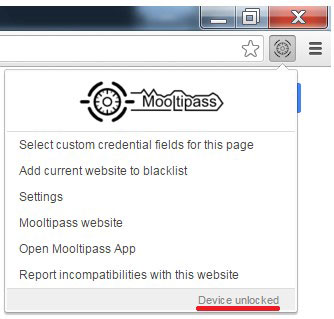 Mooltipass
Select custom credential fields for this page
Add current website to blacklist
Settings
Mooltipass website
Open Mooltipass App
Report incompatibilities with this website
Device unlocked